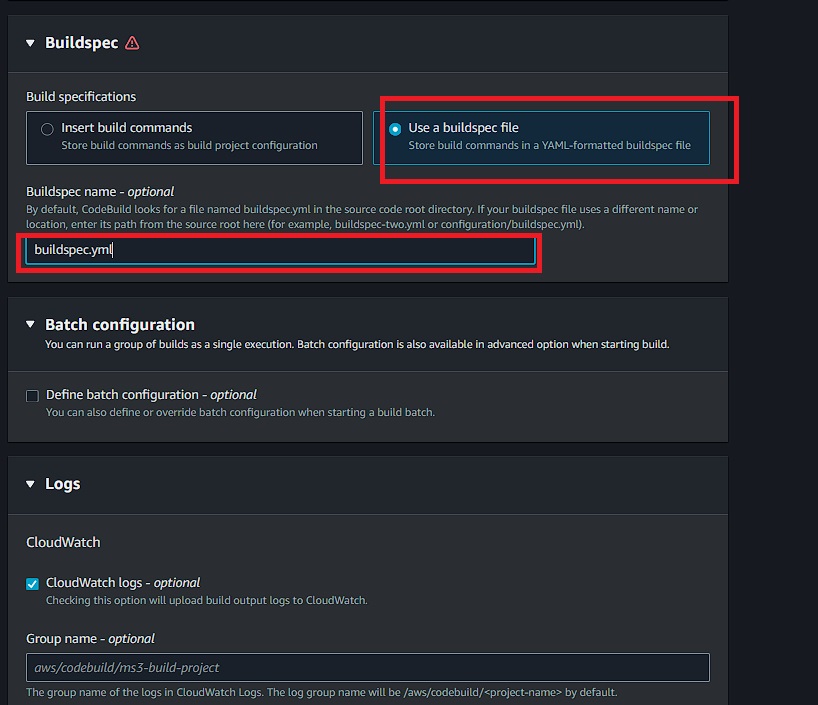 Buildspec
Build specifications
Insert build commands
Store build commands as build project configuration
Use a buildspec file
Store build commands in a YAML-formatted buildspec file
Buildspec name - optional
By default, CodeBuild looks for a file named buildspec.yml in the source code root directory. If your buildspec file uses a different name or
location, enter its path from the source root here (for example, buildspec-two.yml or configuration/buildspec.yml).
buildspec.yml
Batch configuration
You can run a group of builds as a single execution. Batch configuration is also available in advanced option when starting build.
Define batch configuration - optional
You can also define or override batch configuration when starting a build batch.
Logs
CloudWatch
CloudWatch logs - optional
Checking this option will upload build output logs to CloudWatch.
Group name - optional
aws/codebuild/ms3-build-project
The group name of the logs in CloudWatch Logs. The log group name will be /aws/codebuild/<project-name> by default.